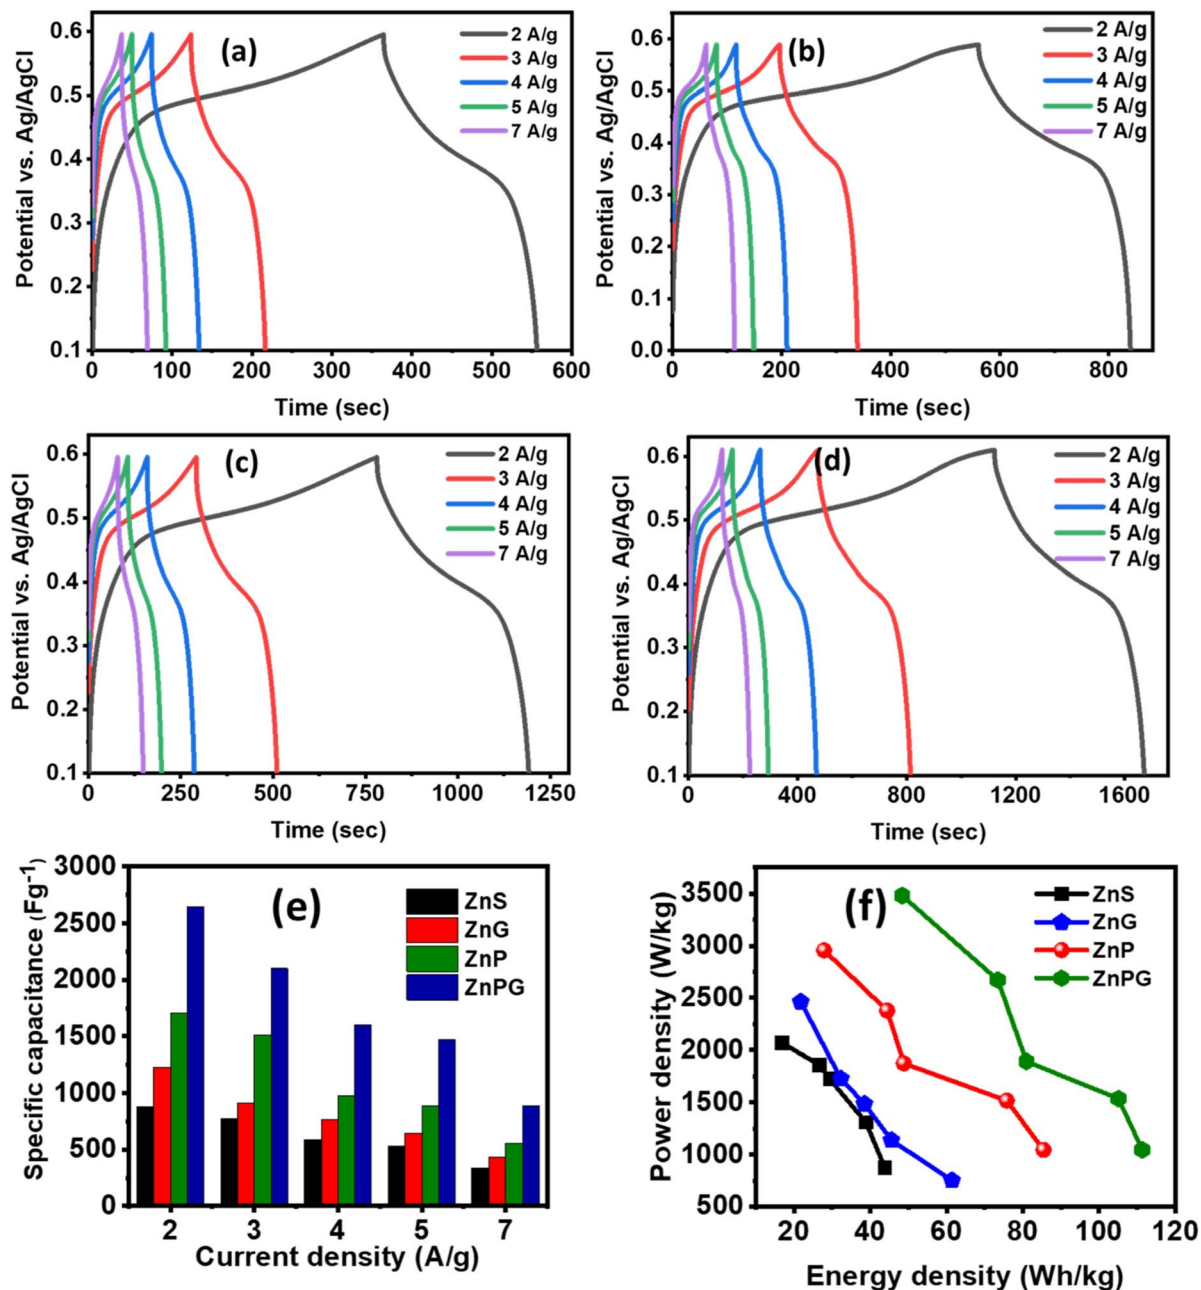 (a)
2 A/g
3 A/g
4 A/g
5 A/g
7 A/g
0.6
0.5
0.4
0.3
0.2
0.1
Potential vs. Ag/AgCl
0 100 200 300 400 500 600
Time (sec)
(b)
2 A/g
3 A/g
4 A/g
5 A/g
7 A/g
0.6
0.5
0.4
0.3
0.2
0.1
0.0
Potential vs. Ag/AgCl
0 200 400 600 800
Time (sec)
(c)
2 A/g
3 A/g
4 A/g
5 A/g
7 A/g
0.6
0.5
0.4
0.3
0.2
0.1
Potential vs. Ag/AgCl
0 250 500 750 1000 1250
Time (sec)
(d)
2 A/g
3 A/g
4 A/g
5 A/g
7 A/g
0.6
0.5
0.4
0.3
0.2
0.1
Potential vs. Ag/AgCl
0 400 800 1200 1600
Time (sec)
(e)
ZnS
ZnG
ZnP
ZnPG
3000
2500
2000
1500
1000
500
0
Specific capacitance (Fg⁻¹)
2 3 4 5 7
Current density (A/g)
(f)
ZnS
ZnG
ZnP
ZnPG
3500
3000
2500
2000
1500
1000
500
Power density (W/kg)
20 40 60 80 100 120
Energy density (Wh/kg)